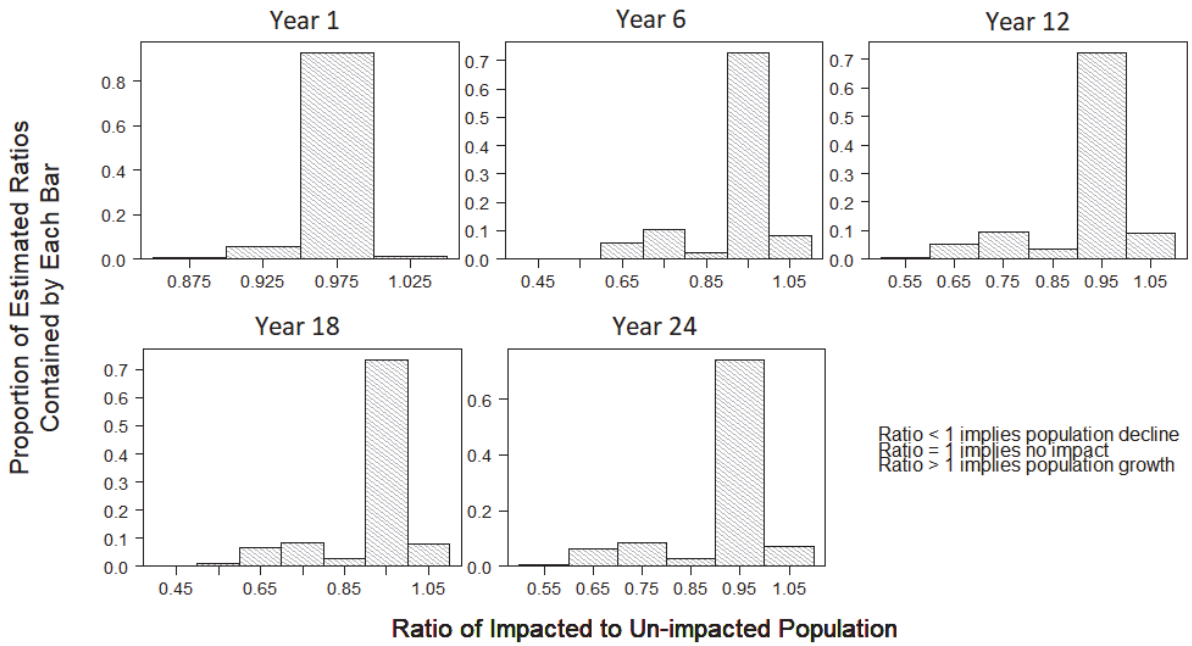 Year 1
Year 6
Year 12
Proportion of Estimated Ratios
Contained by Each Bar
0.8
0.6
0.4
0.2
0.0
0.875 0.925 0.975 1.025
0.7
0.6
0.5
0.4
0.3
0.2
0.1
0.0
0.45 0.65 0.85 1.05
0.7
0.6
0.5
0.4
0.3
0.2
0.1
0.0
0.55 0.65 0.75 0.85 0.95 1.05
Year 18
Year 24
0.7
0.6
0.5
0.4
0.3
0.2
0.1
0.0
0.45 0.65 0.85 1.05
0.6
0.4
0.3
0.2
0.1
0.0
0.55 0.65 0.75 0.85 0.95 1.05
Ratio < 1 implies population decline
Ratio = 1 implies no impact
Ratio > 1 implies population growth
Ratio of Impacted to Un-impacted Population